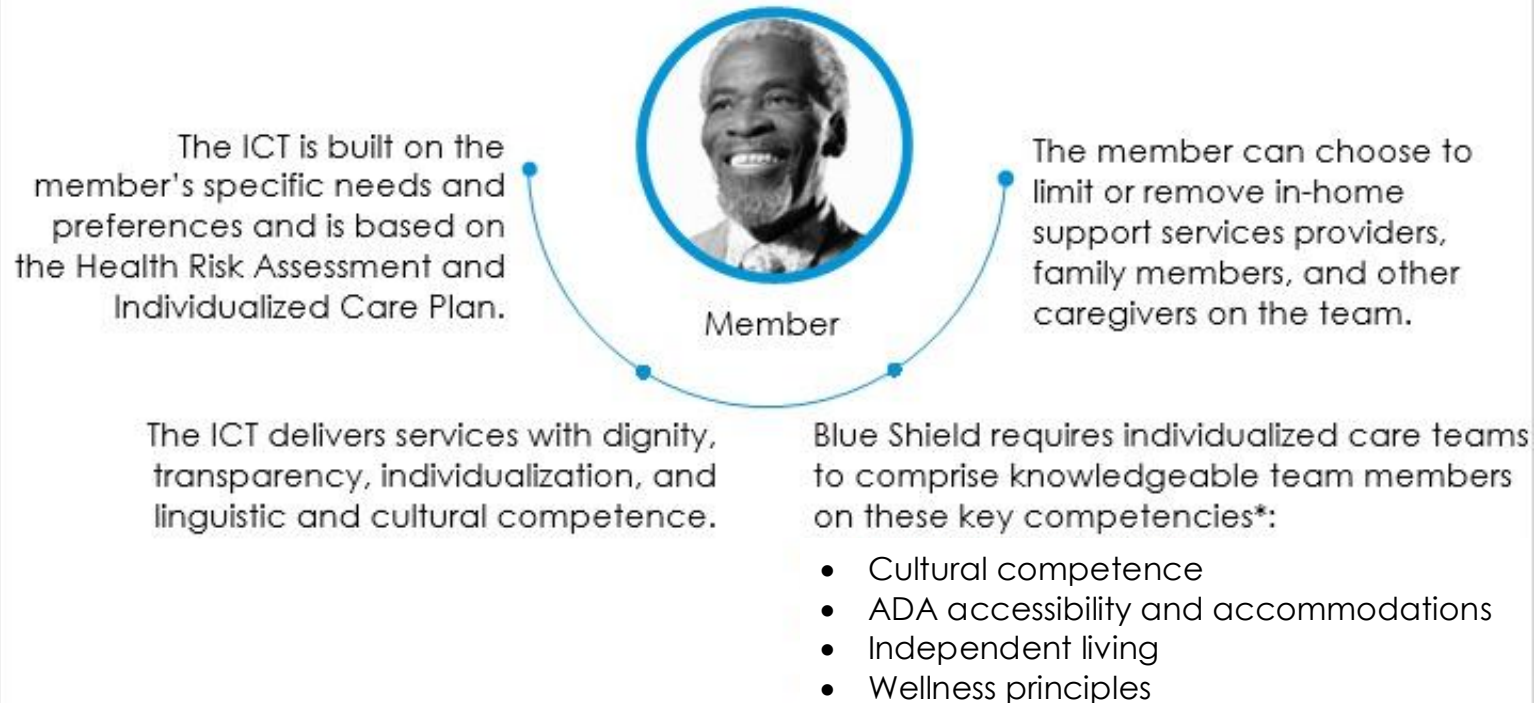 The ICT is built on the
member's specific needs and
preferences and is based on
the Health Risk Assessment and
Individualized Care Plan.
Member
The member can choose to
limit or remove in-home
support services providers,
family members, and other
caregivers on the team.
The ICT delivers services with dignity,
transparency, individualization, and
linguistic and cultural competence.
Blue Shield requires individualized care teams
to comprise knowledgeable team members
on these key competencies*:
• Cultural competence
• ADA accessibility and accommodations
• Independent living
• Wellness principles